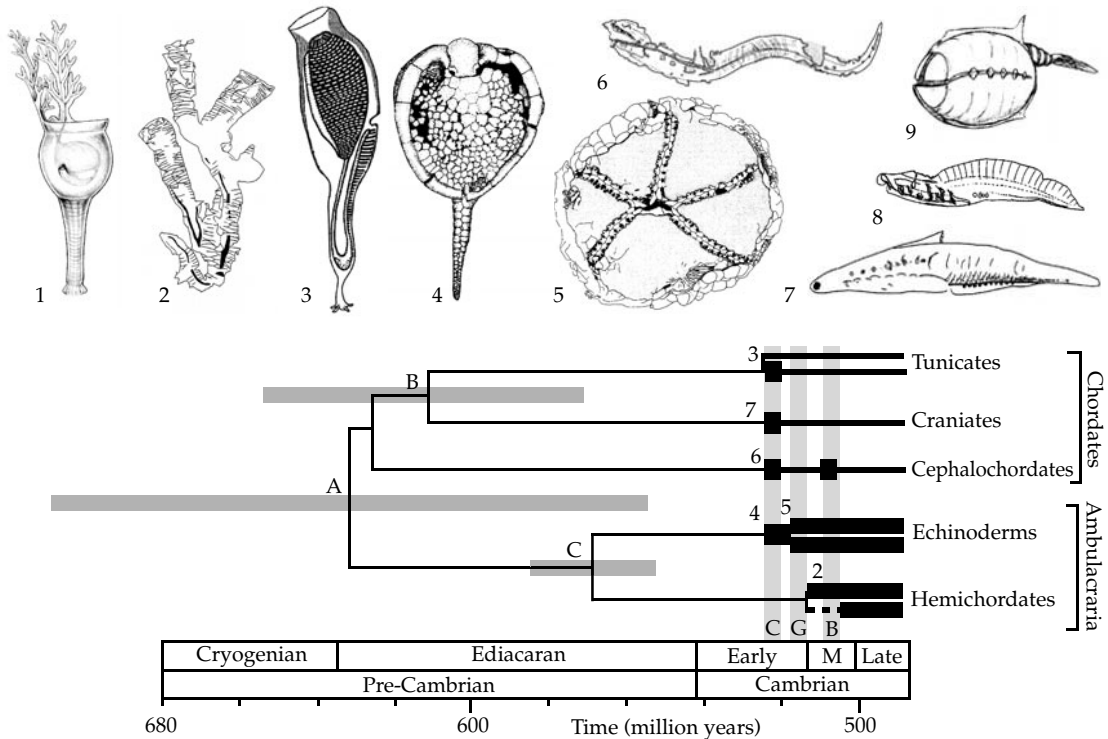 1
2
3
4
5
6
9
8
7
3
Tunicates
B
7
Craniates
6
Cephalochordates
Chordates
A
4
5
Echinoderms
C
2
Hemichordates
Ambulacraria
C G B
Cryogenian Ediacaran Early M Late
Pre-Cambrian Cambrian
680 600 Time (million years) 500